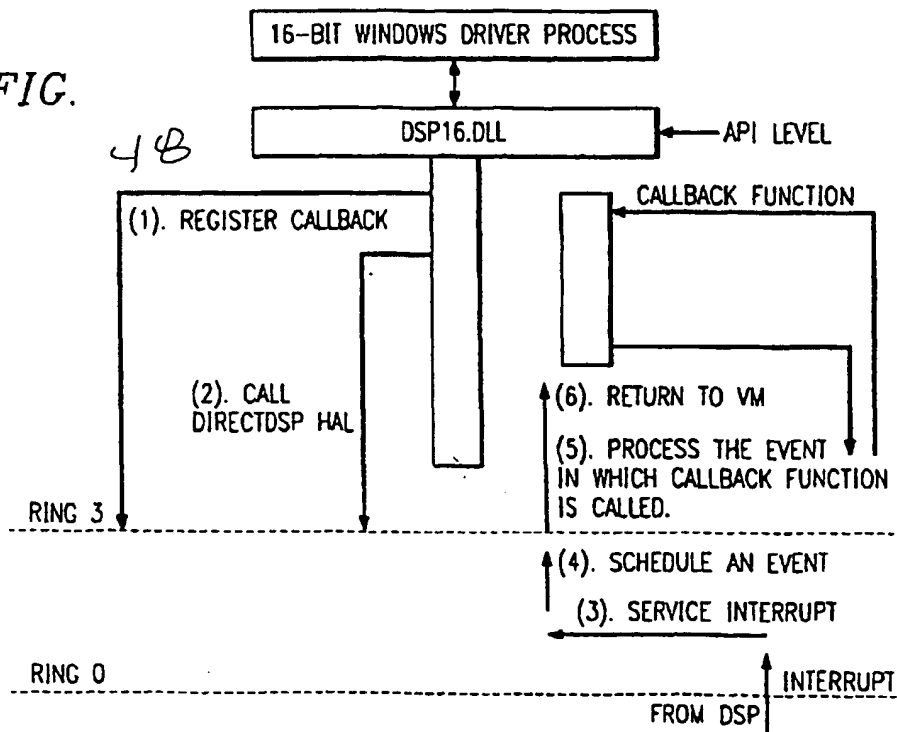 16-BIT WINDOWS DRIVER PROCESS
FIG.
48
DSP16.DLL
API LEVEL
CALLBACK FUNCTION
(1). REGISTER CALLBACK
(2). CALL
DIRECTDSP HAL
(6). RETURN TO VM
(5). PROCESS THE EVENT
IN WHICH CALLBACK FUNCTION
IS CALLED.
RING 3
(4). SCHEDULE AN EVENT
(3). SERVICE INTERRUPT
RING 0
INTERRUPT
FROM DSP